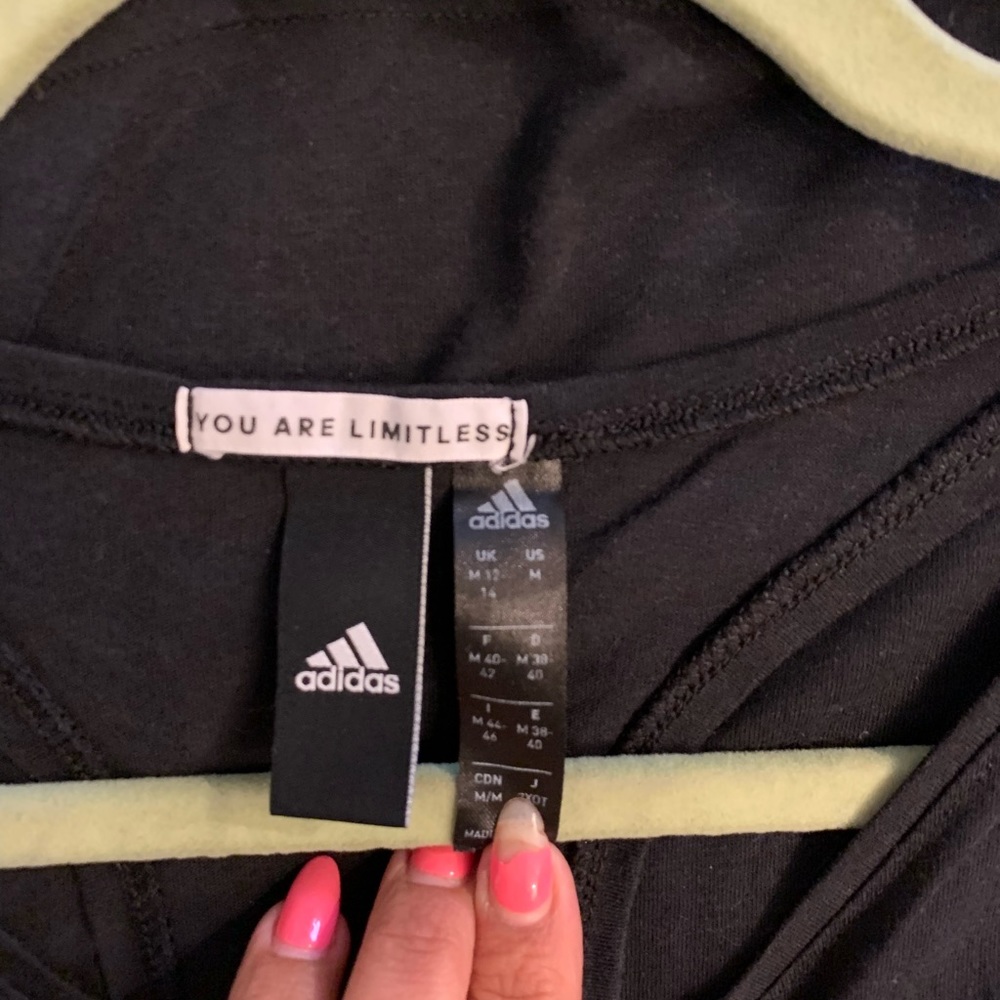 YOU ARE LIMITLESS
adidas
adidas
UK US
M 12- M
14
F D
M 40- M 38-
42 40
I E
M 44- M 38-
46 40
CDN J
M/M